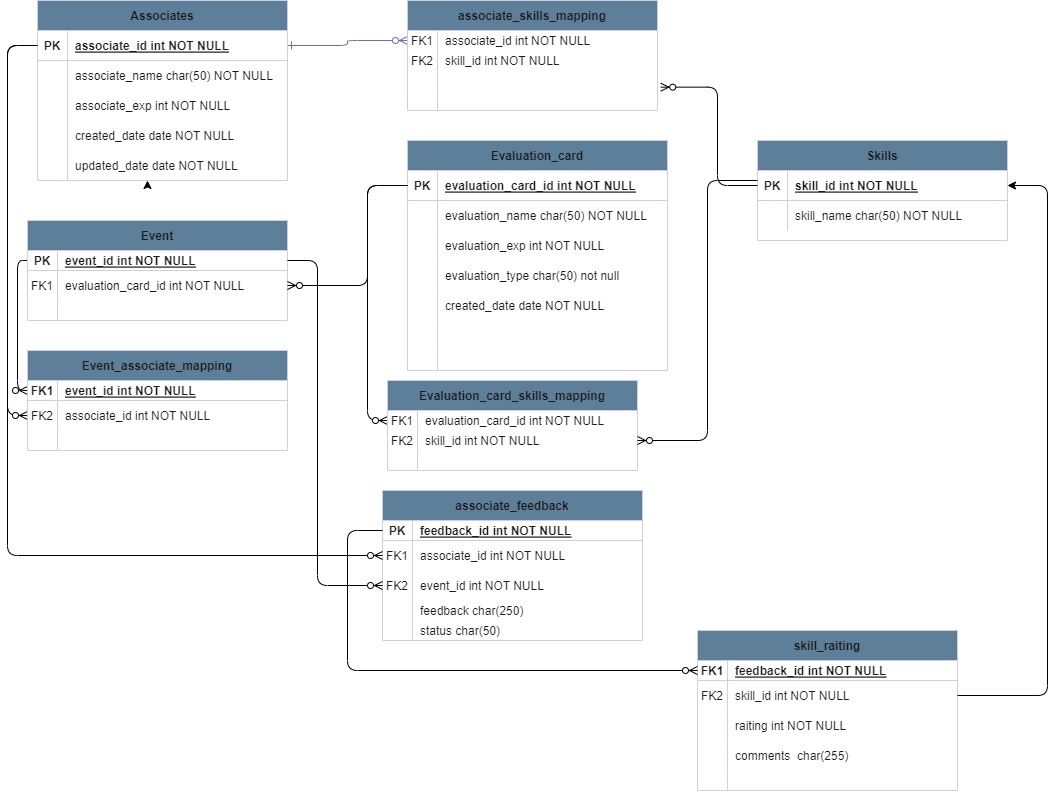 Associates
PK associate_id int NOT NULL
associate_name char(50) NOT NULL
associate_exp int NOT NULL
created_date date NOT NULL
updated_date date NOT NULL
associate_skills_mapping
FK1 associate_id int NOT NULL
FK2 skill_id int NOT NULL
Evaluation_card
PK evaluation_card_id int NOT NULL
evaluation_name char(50) NOT NULL
evaluation_exp int NOT NULL
evaluation_type char(50) not null
created_date date NOT NULL
Skills
PK skill_id int NOT NULL
skill_name char(50) NOT NULL
Event
PK event_id int NOT NULL
FK1 evaluation_card_id int NOT NULL
Event_associate_mapping
FK1 event_id int NOT NULL
FK2 associate_id int NOT NULL
Evaluation_card_skills_mapping
FK1 evaluation_card_id int NOT NULL
FK2 skill_id int NOT NULL
associate_feedback
PK feedback_id int NOT NULL
FK1 associate_id int NOT NULL
FK2 event_id int NOT NULL
feedback char(250)
status char(50)
skill_raiting
FK1 feedback_id int NOT NULL
FK2 skill_id int NOT NULL
raiting int NOT NULL
comments char(255)